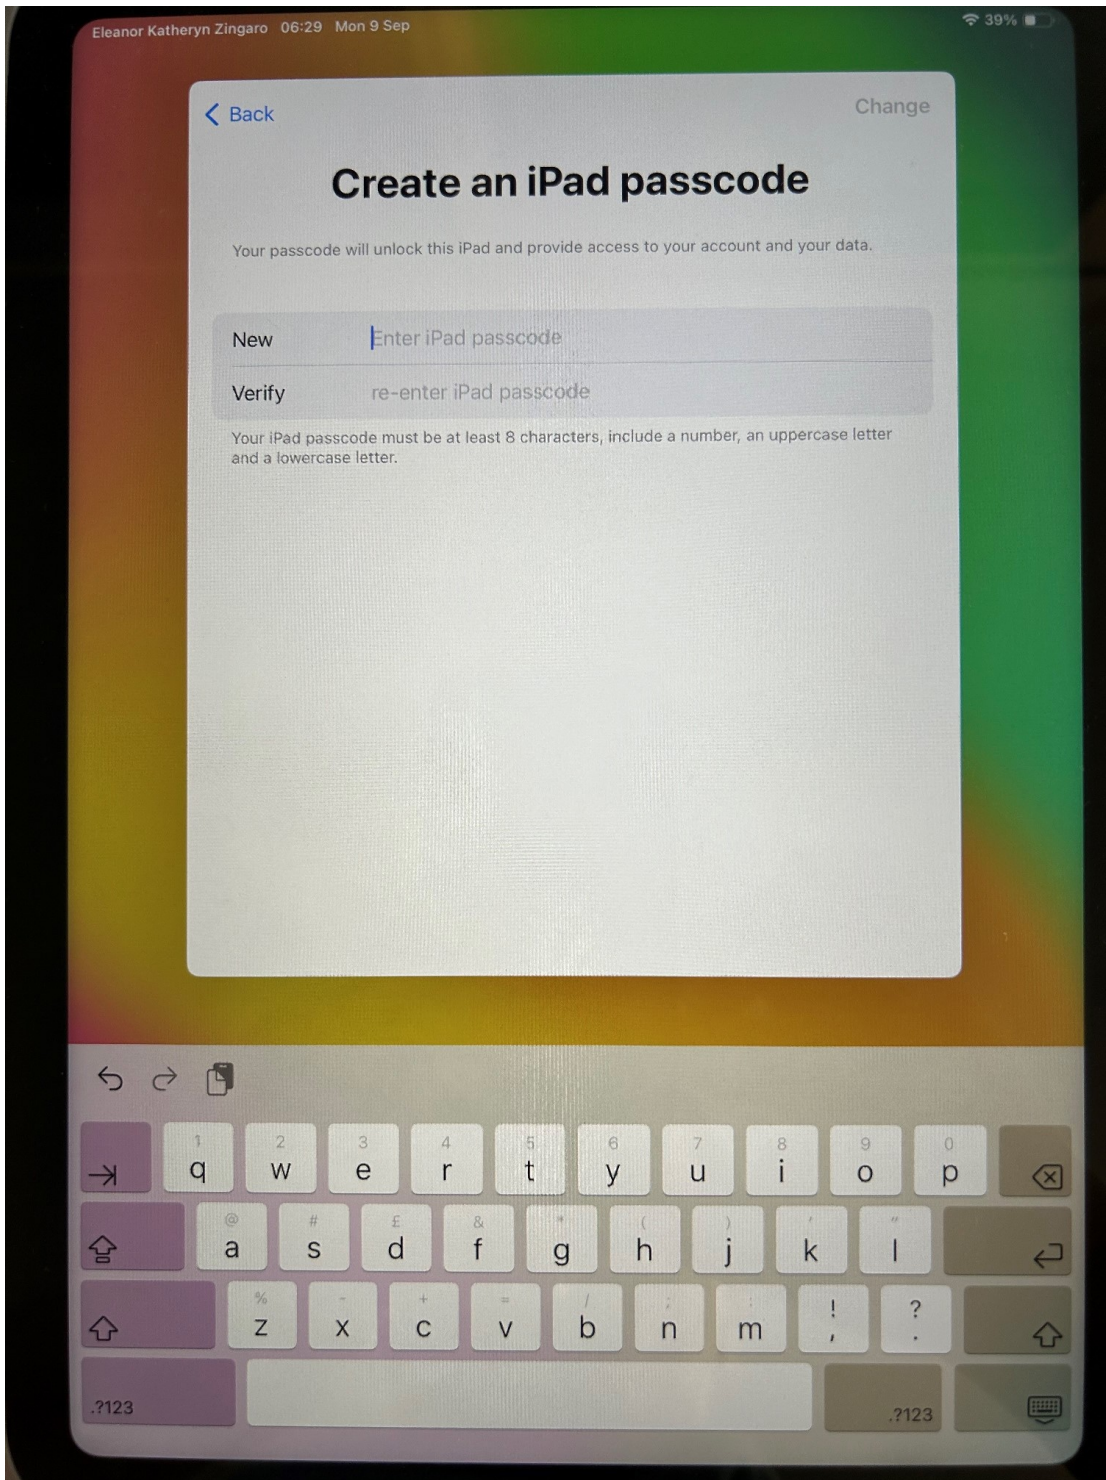 Eleanor Katheryn Zingaro 06:29 Mon 9 Sep 39%
Back Change
Create an iPad passcode
Your passcode will unlock this iPad and provide access to your account and your data.
New Enter iPad passcode
Verify re-enter iPad passcode
Your iPad passcode must be at least 8 characters, include a number, an uppercase letter
and a lowercase letter.
1 2 3 4 5 6 7 8 9 0
q w e r t y u i o p
@ # £ & * ( ) ' "
a s d f g h j k l
% - + = / ; : ! ?
z x c v b n m , .
.?123 .?123